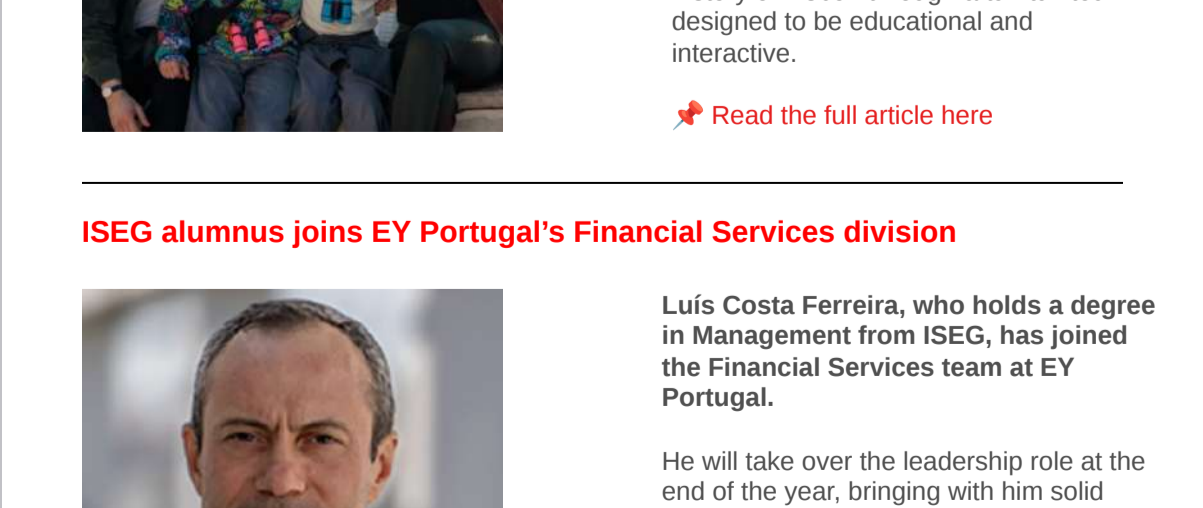 designed to be educational and
interactive.
📌 Read the full article here
ISEG alumnus joins EY Portugal’s Financial Services division
Luís Costa Ferreira, who holds a degree
in Management from ISEG, has joined
the Financial Services team at EY
Portugal.
He will take over the leadership role at the
end of the year, bringing with him solid